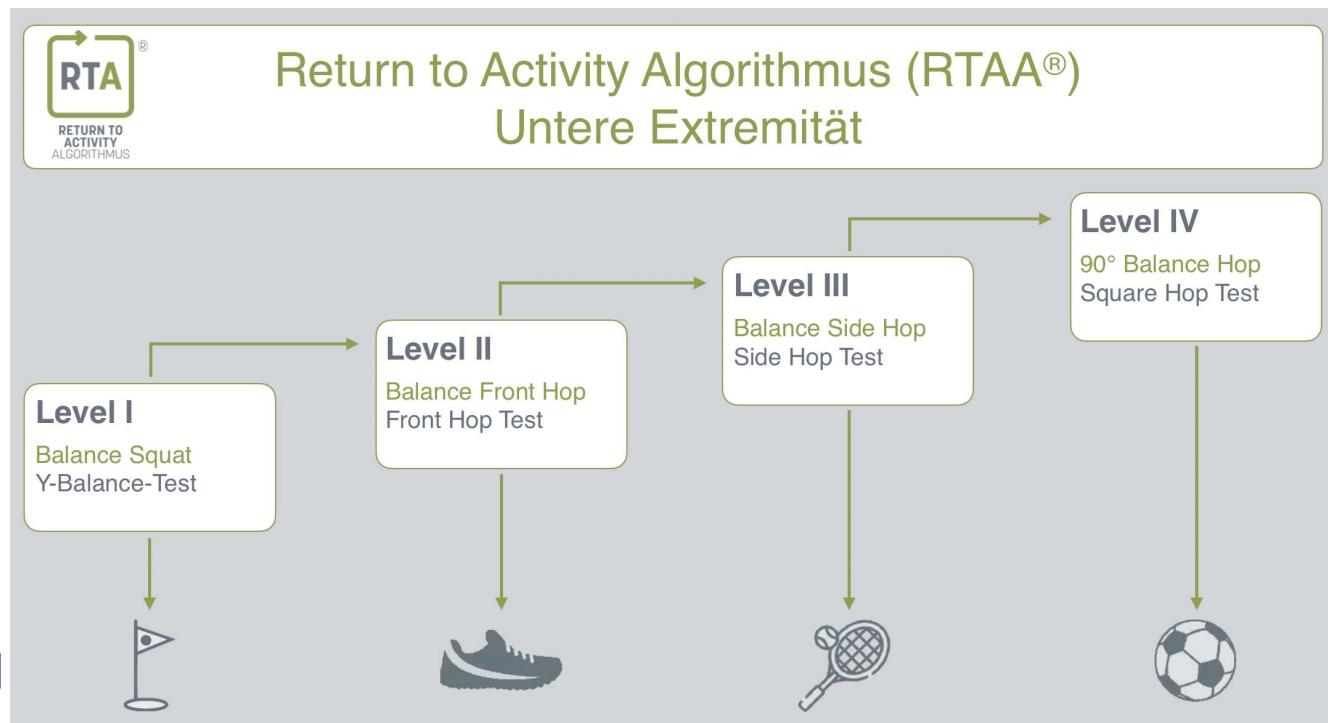 RTA®
RETURN TO
ACTIVITY
ALGORITHMUS
Return to Activity Algorithmus (RTAA®)
Untere Extremität
Level I
Balance Squat
Y-Balance-Test
Level II
Balance Front Hop
Front Hop Test
Level III
Balance Side Hop
Side Hop Test
Level IV
90° Balance Hop
Square Hop Test